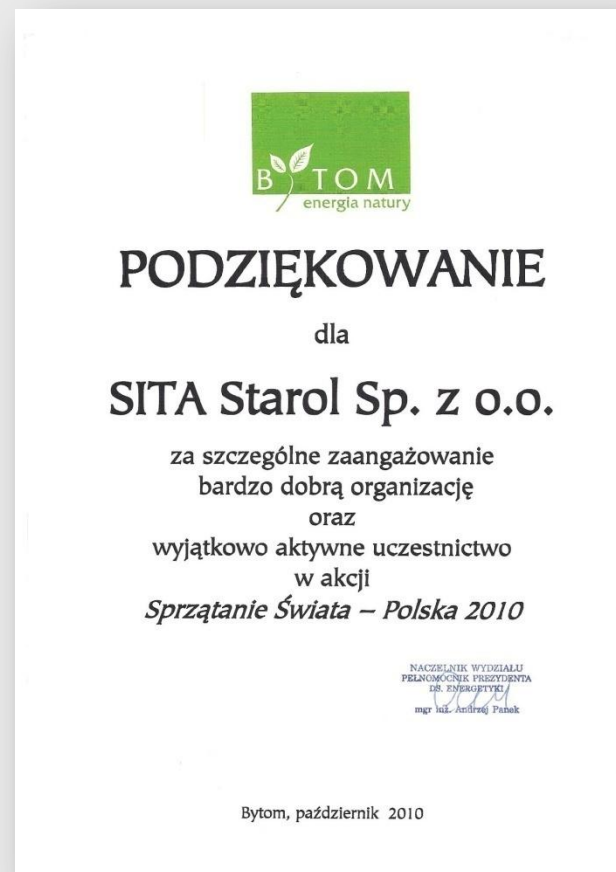 BYTOM
energia natury
PODZIĘKOWANIE
dla
SITA Starol Sp. z o.o.
za szczególne zaangażowanie
bardzo dobrą organizację
oraz
wyjątkowo aktywne uczestnictwo
w akcji
Sprzątanie Świata – Polska 2010
NACZELNIK WYDZIAŁU
PEŁNOMOCNIK PREZYDENTA
DS. ENERGETYKI
mgr inż. Andrzej Panek
Bytom, październik 2010